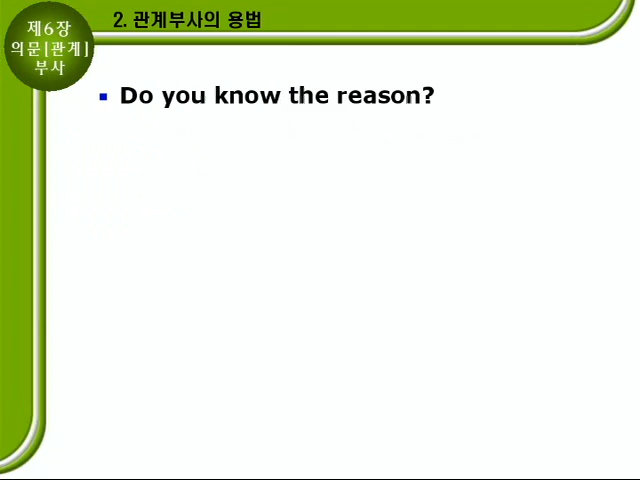 제6장
의문[관계]
부사
2. 관계부사의 용법
Do you know the reason?